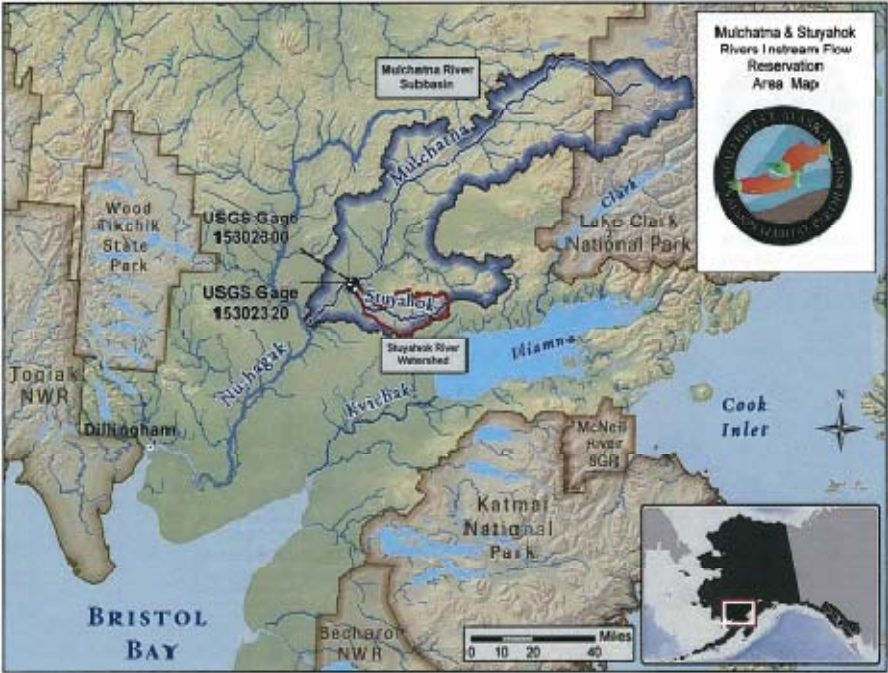 Mulchatna & Stuyahok
Rivers Instream Flow
Reservation
Area Map
Mulchatna River
Subbasin
Mulchatna
Wood
Tikchik
State
Park
USGS Gage
15302300
USGS Gage
15302320
Stuyahok
Stuyahok River
Watershed
Clark
Lake Clark
National Park
Iliamna
Nushagak
Kvichak
Togiak
NWR
Dillingham
McNeil
River
SGR
Cook
Inlet
N
Katmai
National
Park
BRISTOL
BAY
Becharof
NWR
Miles
0 10 20 40